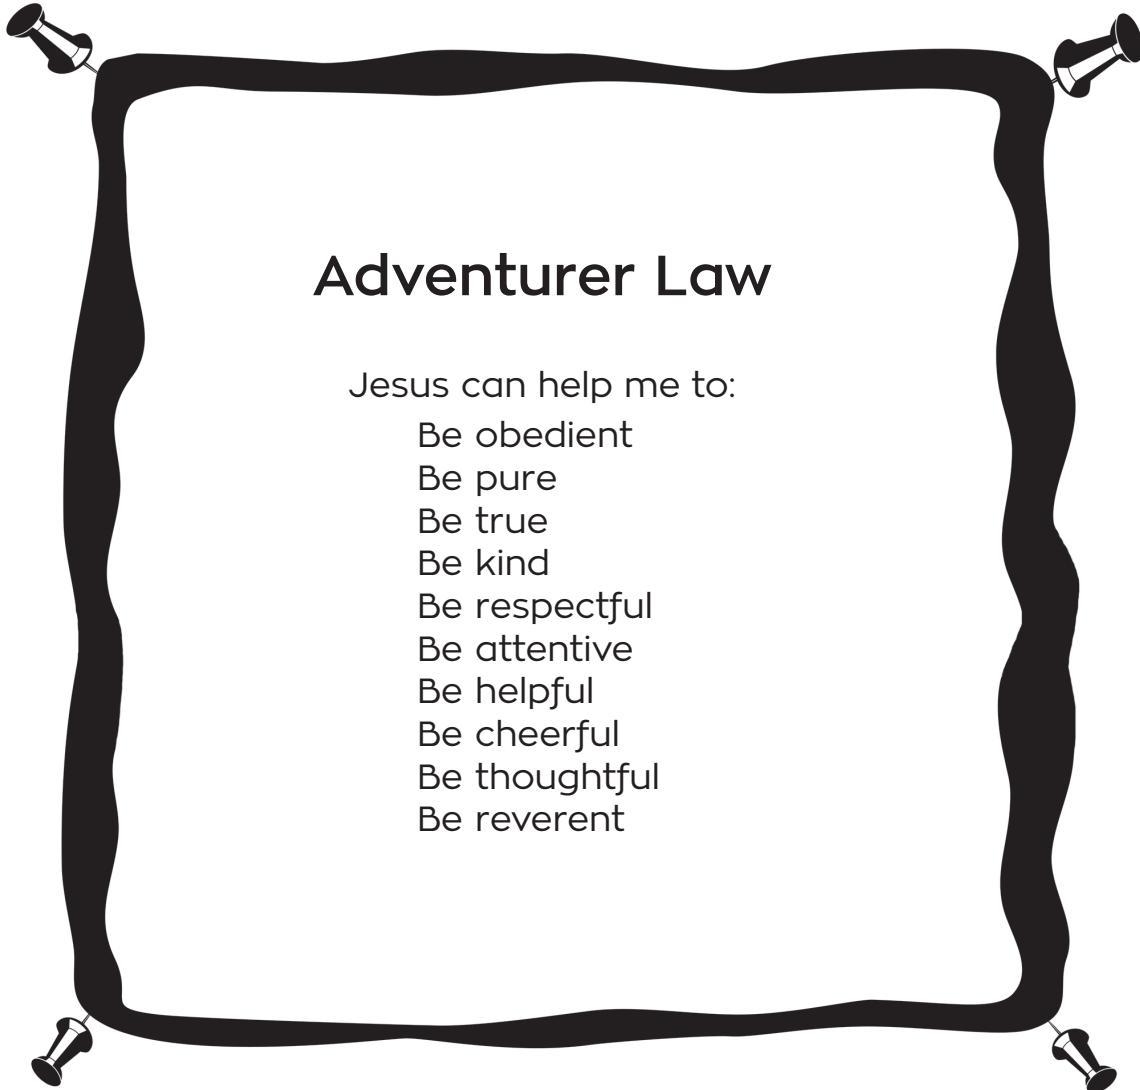 Adventurer Law
Jesus can help me to:
Be obedient
Be pure
Be true
Be kind
Be respectful
Be attentive
Be helpful
Be cheerful
Be thoughtful
Be reverent